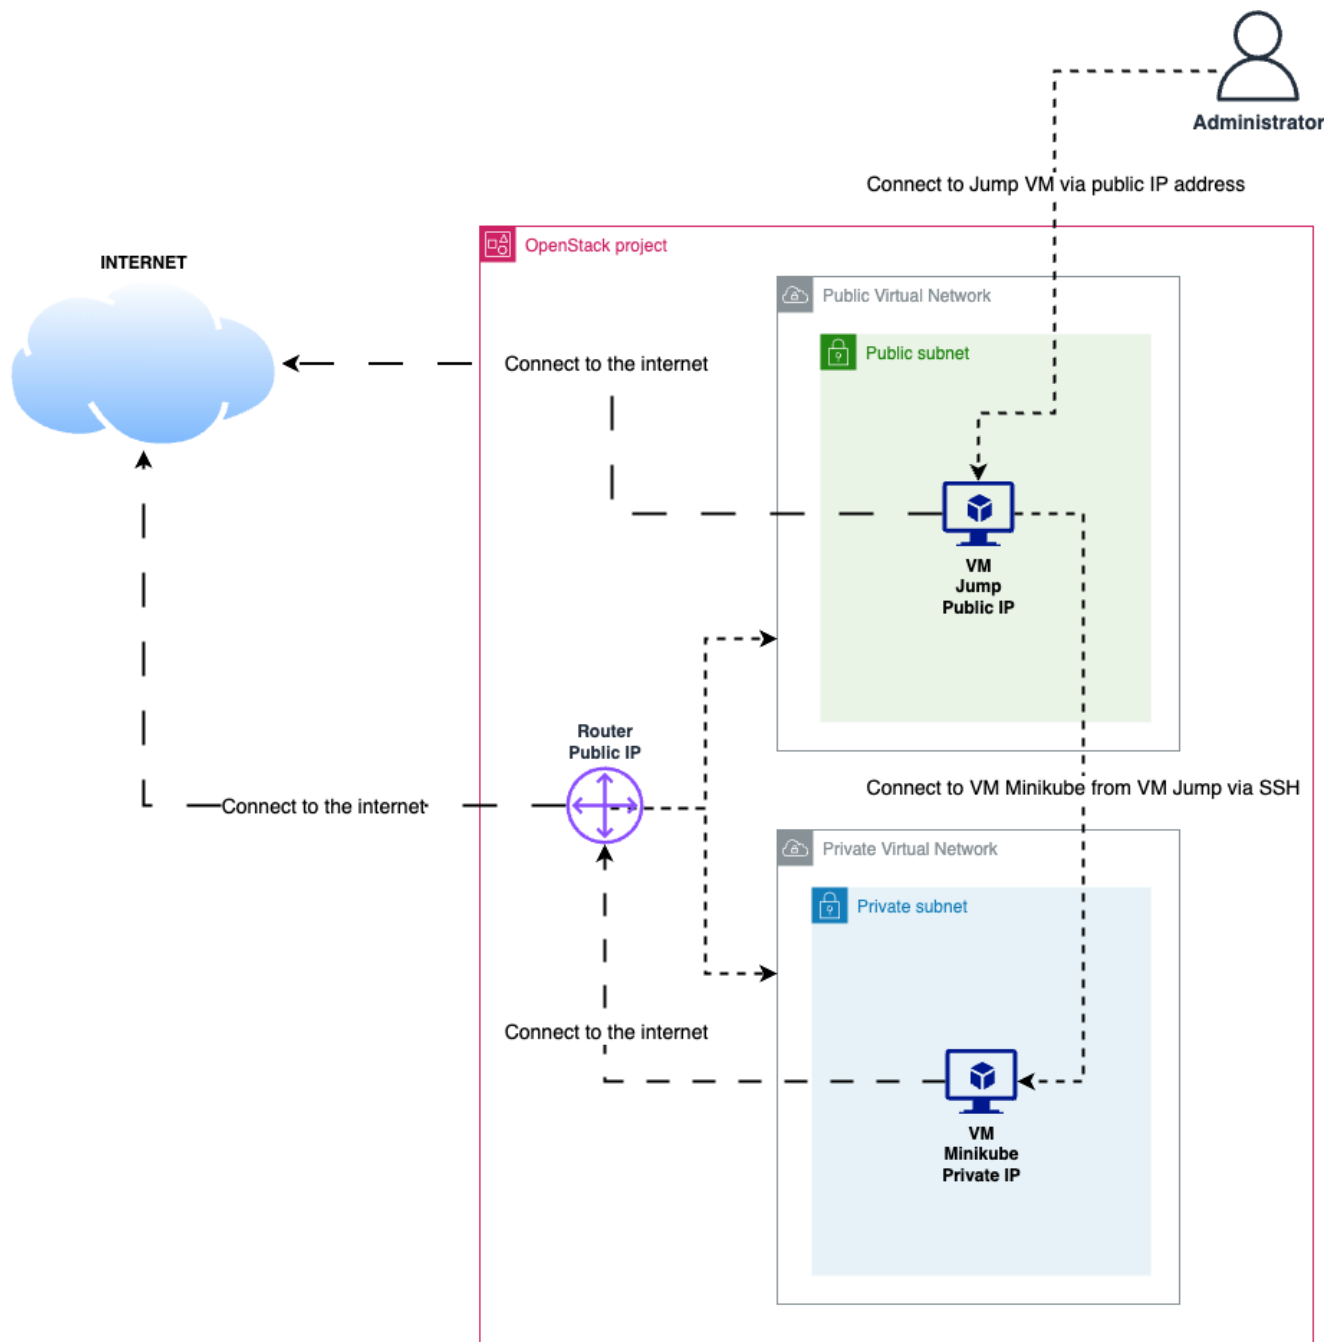 Administrator
Connect to Jump VM via public IP address
OpenStack project
INTERNET
Public Virtual Network
Public subnet
Connect to the internet
VM
Jump
Public IP
Router
Public IP
Connect to the internet
Connect to VM Minikube from VM Jump via SSH
Private Virtual Network
Private subnet
Connect to the internet
VM
Minikube
Private IP